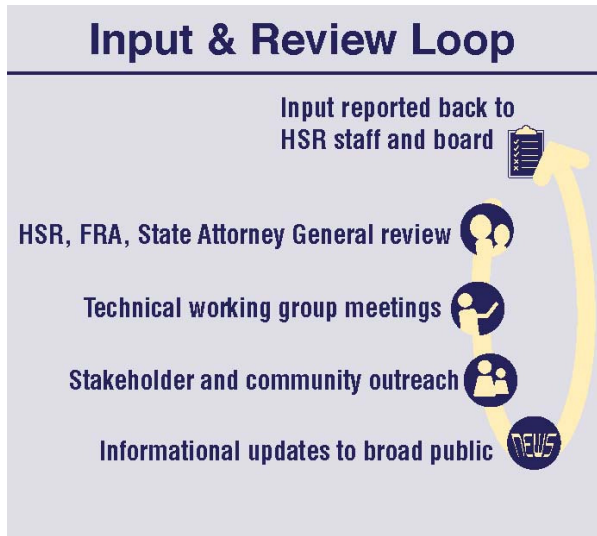 Input & Review Loop
Input reported back to
HSR staff and board
HSR, FRA, State Attorney General review
Technical working group meetings
Stakeholder and community outreach
Informational updates to broad public
NEWS